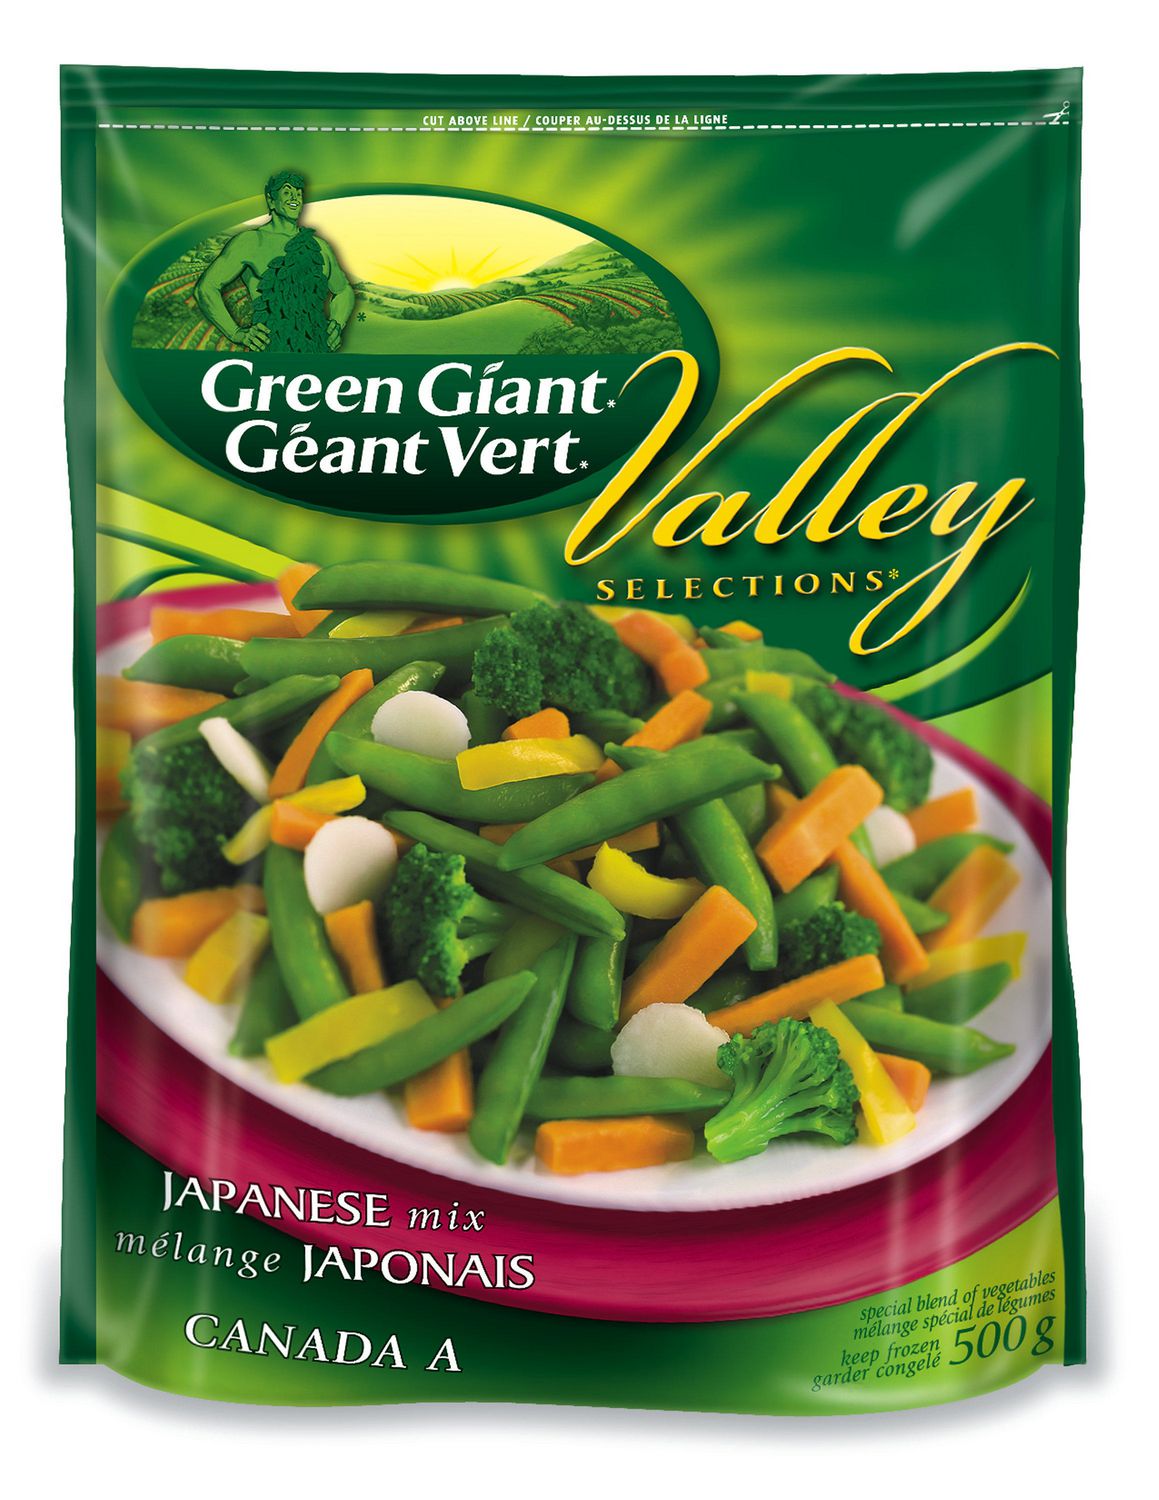 CUT ABOVE LINE / COUPER AU-DESSUS DE LA LIGNE
Green Giant*
Géant Vert*
Valley
SELECTIONS*
JAPANESE mix
mélange JAPONAIS
CANADA A
special blend of vegetables
mélange spécial de légumes
keep frozen
garder congelé
500 g